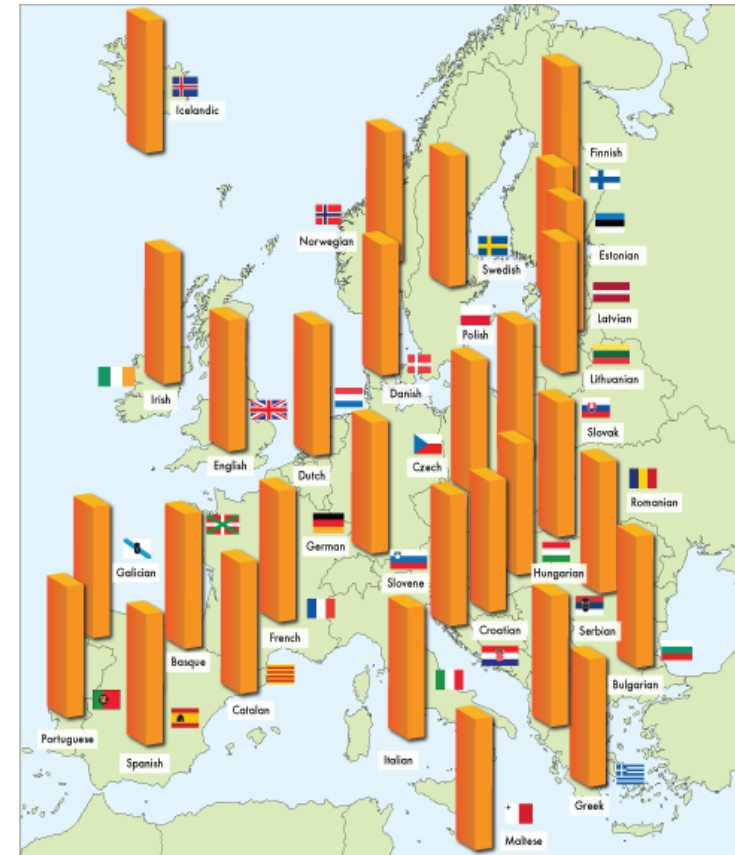 Icelandic
Finnish
Norwegian
Swedish
Estonian
Latvian
Polish
Lithuanian
Irish
Danish
Slovak
English
Dutch
Czech
Romanian
German
Galician
Slovene
Hungarian
French
Croatian
Serbian
Basque
Bulgarian
Catalan
Portuguese
Spanish
Italian
Greek
Maltese